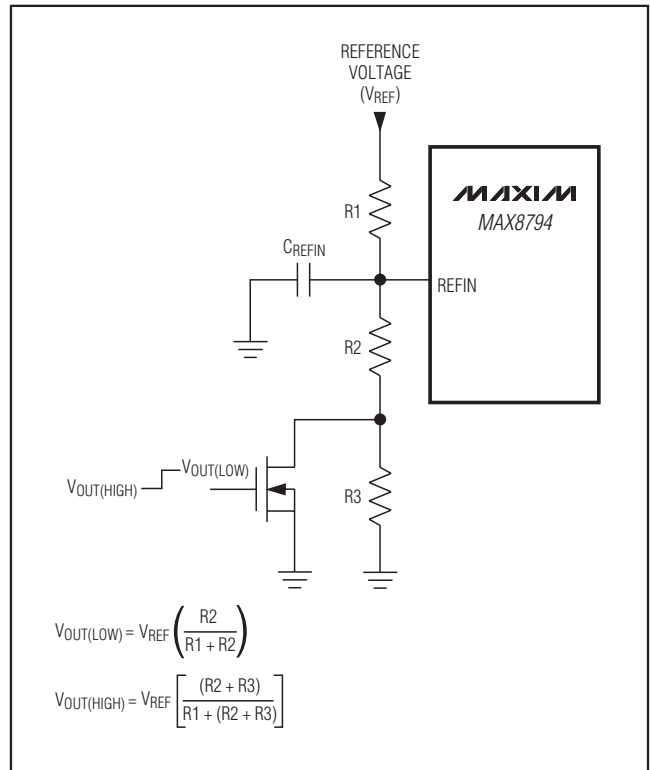 REFERENCE
VOLTAGE
(VREF)
MAXIM
MAX8794
R1
CREFIN
REFIN
R2
VOUT(LOW)
VOUT(HIGH)
R3
VOUT(LOW) = VREF ( R2 / R1 + R2 )
VOUT(HIGH) = VREF [ (R2 + R3) / R1 + (R2 + R3) ]